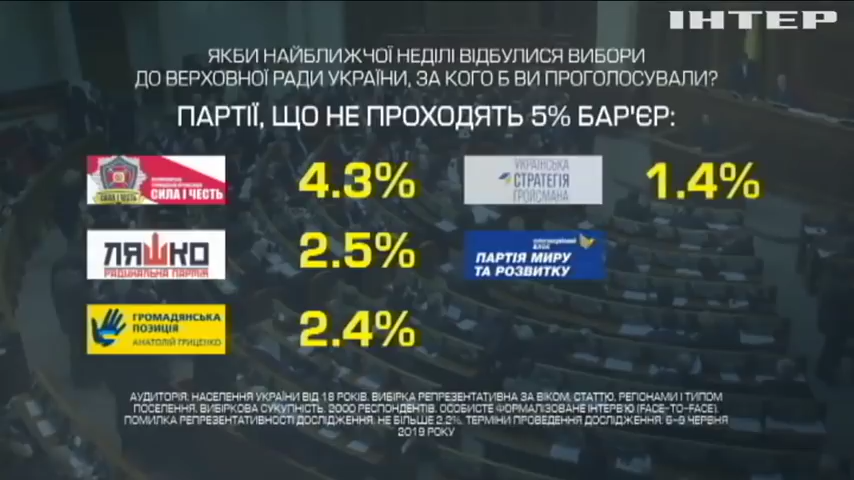 ІНТЕР
ЯКБИ НАЙБЛИЖЧОЇ НЕДІЛІ ВІДБУЛИСЯ ВИБОРИ
ДО ВЕРХОВНОЇ РАДИ УКРАЇНИ, ЗА КОГО Б ВИ ПРОГОЛОСУВАЛИ?
ПАРТІЇ, ЩО НЕ ПРОХОДЯТЬ 5% БАР'ЄР:
СИЛА І ЧЕСТЬ
4.3%
ЛЯШКО
РАДИКАЛЬНА ПАРТІЯ
2.5%
ГРОМАДЯНСЬКА
ПОЗИЦІЯ
АНАТОЛІЙ ГРИЦЕНКО
2.4%
УКРАЇНСЬКА
СТРАТЕГІЯ
ГРОЙСМАНА
1.4%
ОПОЗИЦІЙНИЙ
БЛОК
ПАРТІЯ МИРУ
ТА РОЗВИТКУ
АУДИТОРІЯ. НАСЕЛЕННЯ УКРАЇНИ ВІД 18 РОКІВ. ВИБІРКА РЕПРЕЗЕНТАТИВНА ЗА ВІКОМ, СТАТТЮ, РЕГІОНАМИ І ТИПОМ
ПОСЕЛЕННЯ. ВИБІРКОВА СУКУПНІСТЬ. 2000 РЕСПОНДЕНТІВ. ОСОБИСТЕ ФОРМАЛІЗОВАНЕ ІНТЕРВ'Ю (FACE-TO-FACE).
ПОМИЛКА РЕПРЕЗЕНТАТИВНОСТІ ДОСЛІДЖЕННЯ. НЕ БІЛЬШЕ 2.2%. ТЕРМІНИ ПРОВЕДЕННЯ ДОСЛІДЖЕННЯ. 6-9 ЧЕРВНЯ
2019 РОКУ